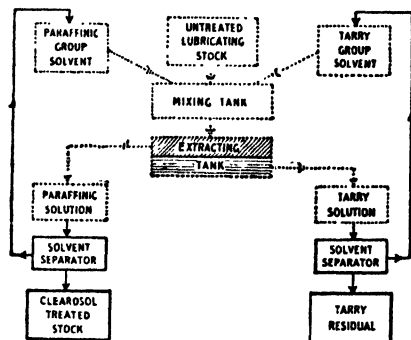 PARAFFINIC
GROUP
SOLVENT
UNTREATED
LUBRICATING
STOCK
TARRY
GROUP
SOLVENT
MIXING TANK
EXTRACTING
TANK
PARAFFINIC
SOLUTION
TARRY
SOLUTION
SOLVENT
SEPARATOR
SOLVENT
SEPARATOR
CLEAROSOL
TREATED
STOCK
TARRY
RESIDUAL